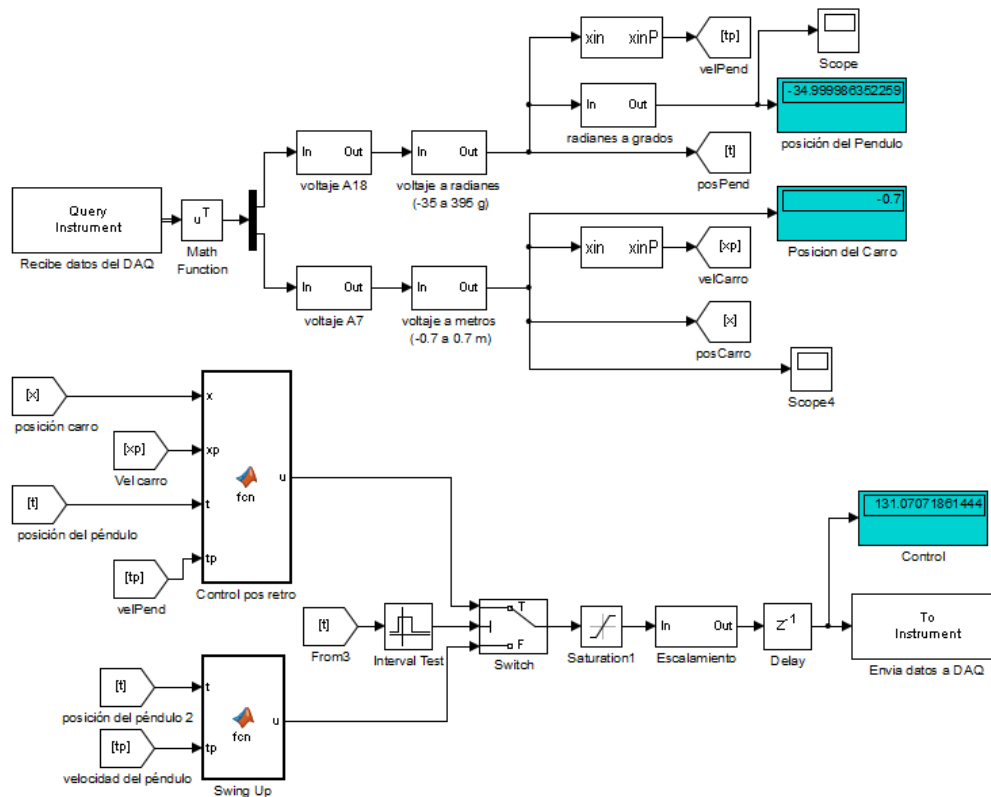 xin xinP
[tp]
velPend
Scope
In Out
radianes a grados
-34.999986352259
posición del Pendulo
In Out
voltaje A18
In Out
voltaje a radianes
(-35 a 395 g)
[t]
posPend
Query
Instrument
Recibe datos del DAQ
u T
Math
Function
-0.7
Posicion del Carro
xin xinP
[xp]
velCarro
In Out
voltaje A7
In Out
voltaje a metros
(-0.7 a 0.7 m)
[x]
posCarro
Scope4
[x]
posición carro
[xp]
Vel carro
[t]
posición del péndulo
[tp]
velPend
x
xp
t
tp
fcn
u
Control pos retro
[t]
From3
Interval Test
T
F
Switch
Saturation1
In Out
Escalamiento
z-1
Delay
131.07071861444
Control
To
Instrument
Envia datos a DAQ
[t]
posición del péndulo 2
[tp]
velocidad del péndulo
t
tp
fcn
u
Swing Up